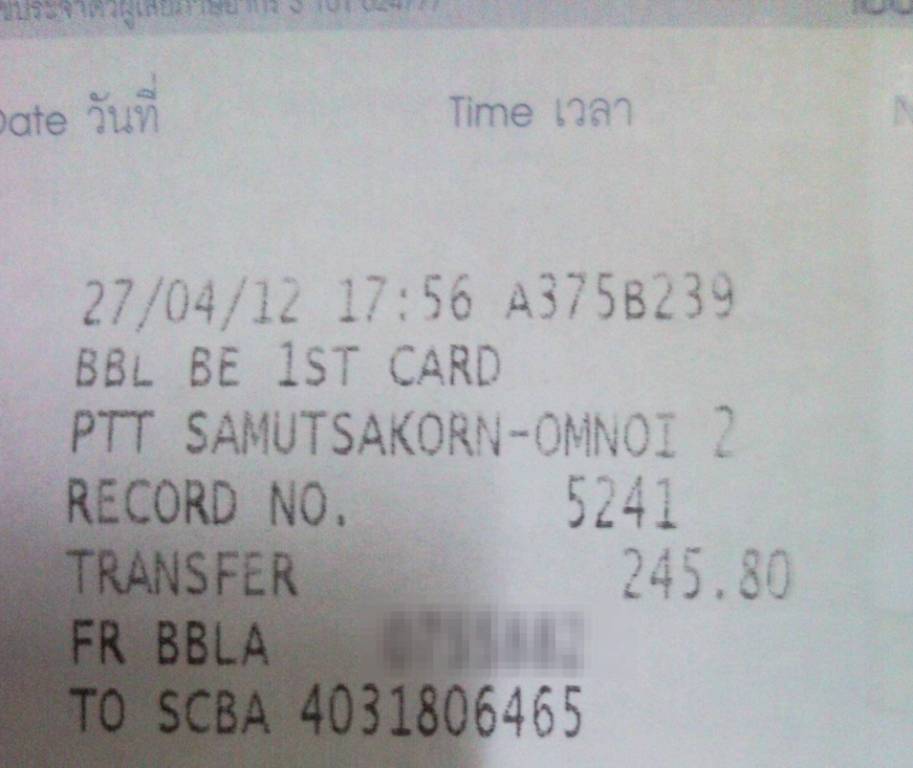 Date วันที่ Time เวลา
27/04/12 17:56 A375B239
BBL BE 1ST CARD
PTT SAMUTSAKORN-OMNOI 2
RECORD NO. 5241
TRANSFER 245.80
FR BBLA
TO SCBA 4031806465